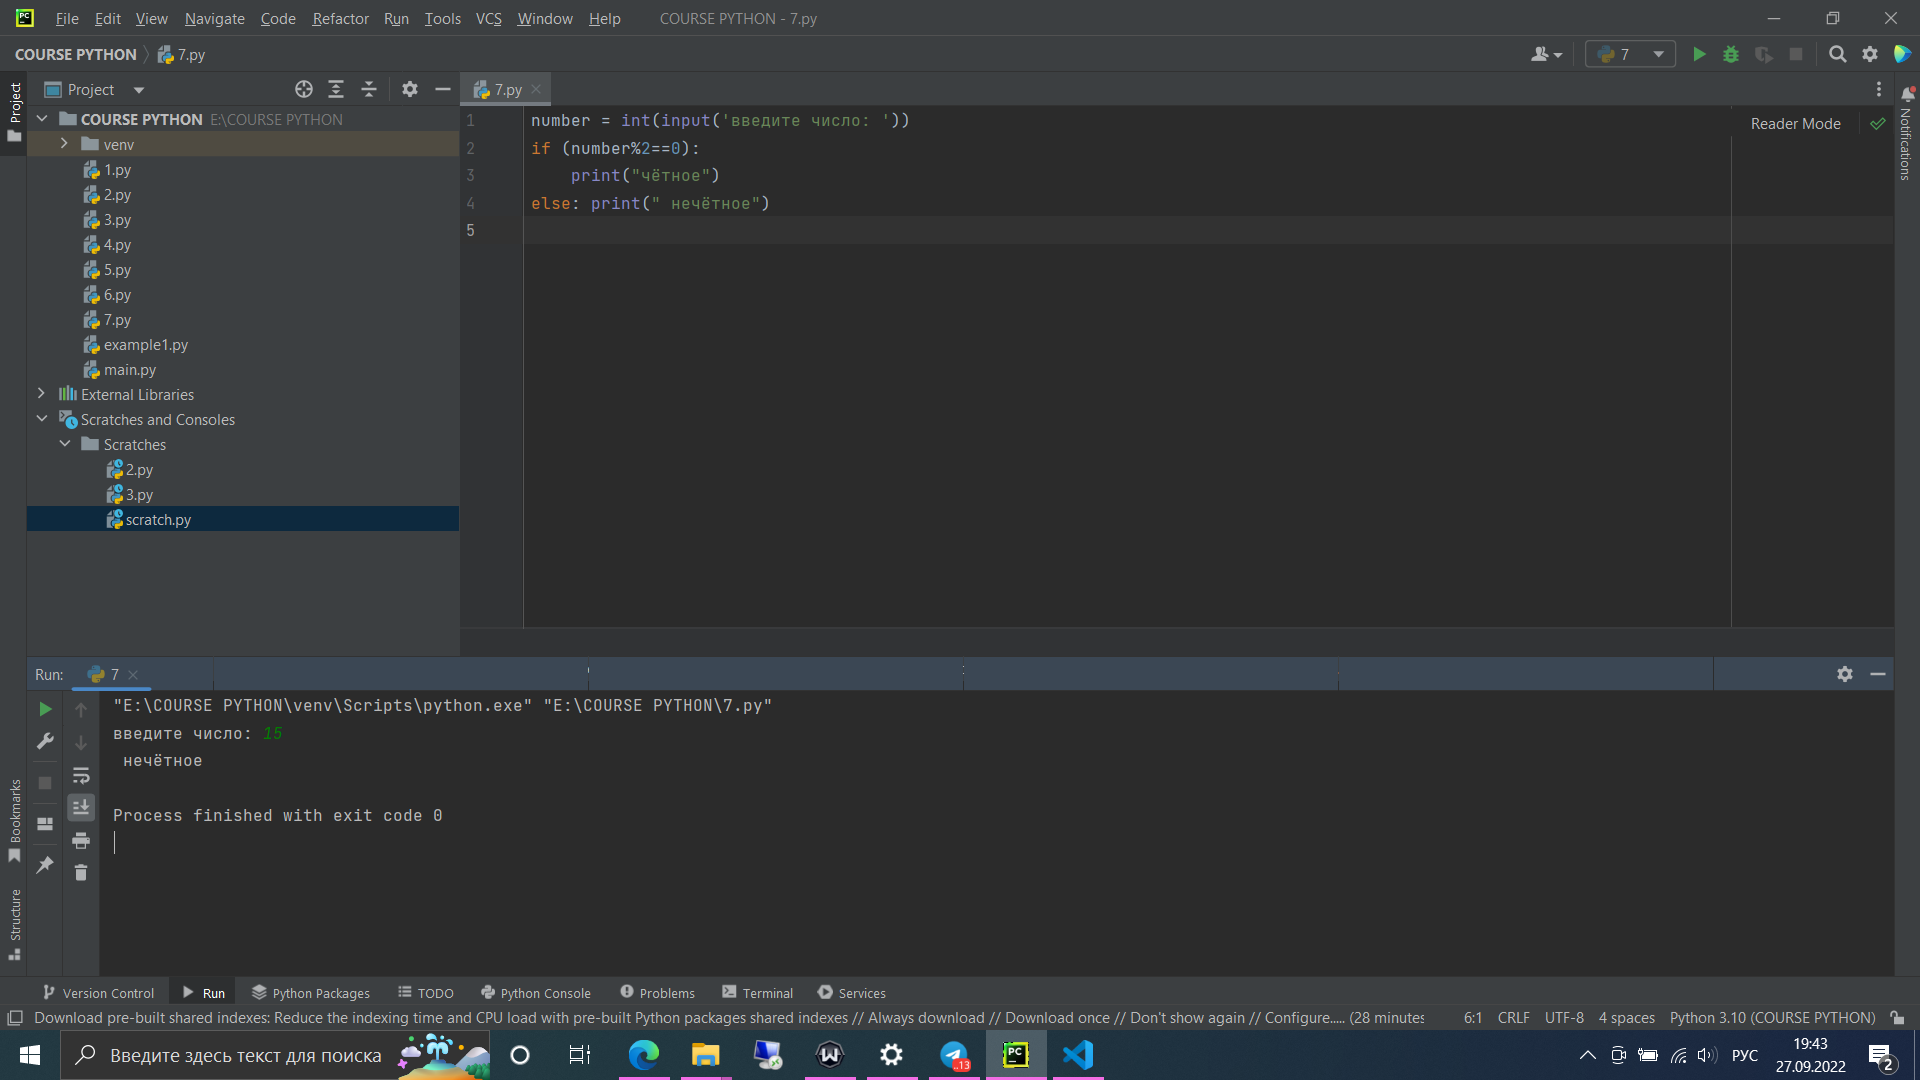 File Edit View Navigate Code Refactor Run Tools VCS Window Help COURSE PYTHON - 7.py
COURSE PYTHON 7.py
7
Project
Project
COURSE PYTHON E:\COURSE PYTHON
venv
1.py
2.py
3.py
4.py
5.py
6.py
7.py
example1.py
main.py
External Libraries
Scratches and Consoles
Scratches
2.py
3.py
scratch.py
7.py
1 number = int(input('введите число: '))
2 if (number%2==0):
3 print("чётное")
4 else: print(" нечётное")
5
Reader Mode
Notifications
Run: 7
"E:\COURSE PYTHON\venv\Scripts\python.exe" "E:\COURSE PYTHON\7.py"
введите число: 15
нечётное
Process finished with exit code 0
Bookmarks
Structure
Version Control Run Python Packages TODO Python Console Problems Terminal Services
Download pre-built shared indexes: Reduce the indexing time and CPU load with pre-built Python packages shared indexes // Always download // Download once // Don't show again // Configure..... (28 minutes 6:1 CRLF UTF-8 4 spaces Python 3.10 (COURSE PYTHON)
Введите здесь текст для поиска
PC
..13
РУС
19:43
27.09.2022
2